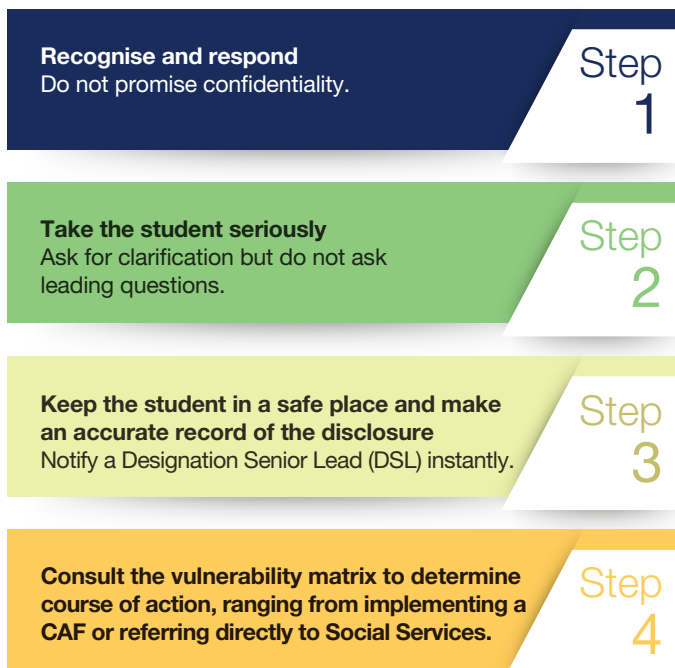 Recognise and respond
Do not promise confidentiality.
Step
1
Take the student seriously
Ask for clarification but do not ask
leading questions.
Step
2
Keep the student in a safe place and make
an accurate record of the disclosure
Notify a Designation Senior Lead (DSL) instantly.
Step
3
Consult the vulnerability matrix to determine
course of action, ranging from implementing a
CAF or referring directly to Social Services.
Step
4